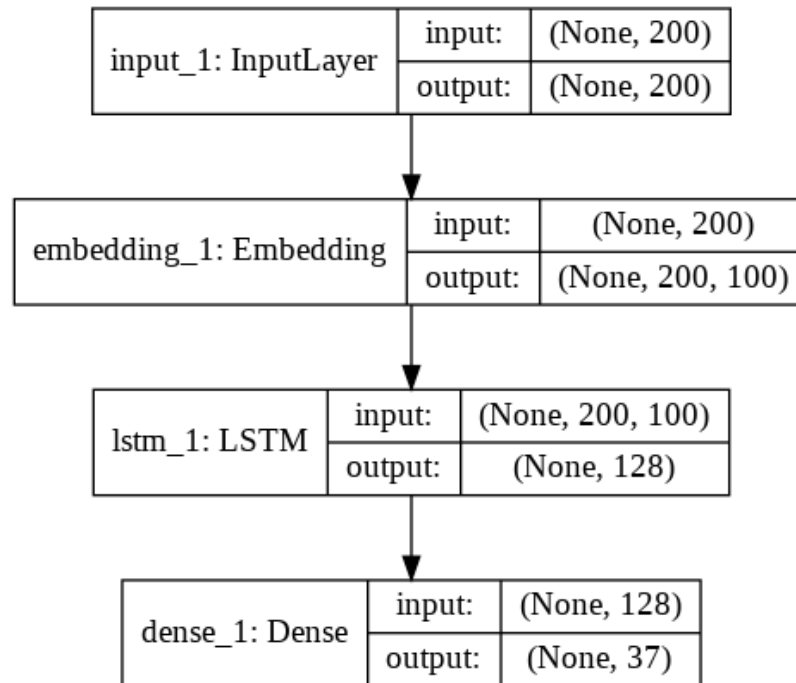 input_1: InputLayer
input: (None, 200)
output: (None, 200)
embedding_1: Embedding
input: (None, 200)
output: (None, 200, 100)
lstm_1: LSTM
input: (None, 200, 100)
output: (None, 128)
dense_1: Dense
input: (None, 128)
output: (None, 37)